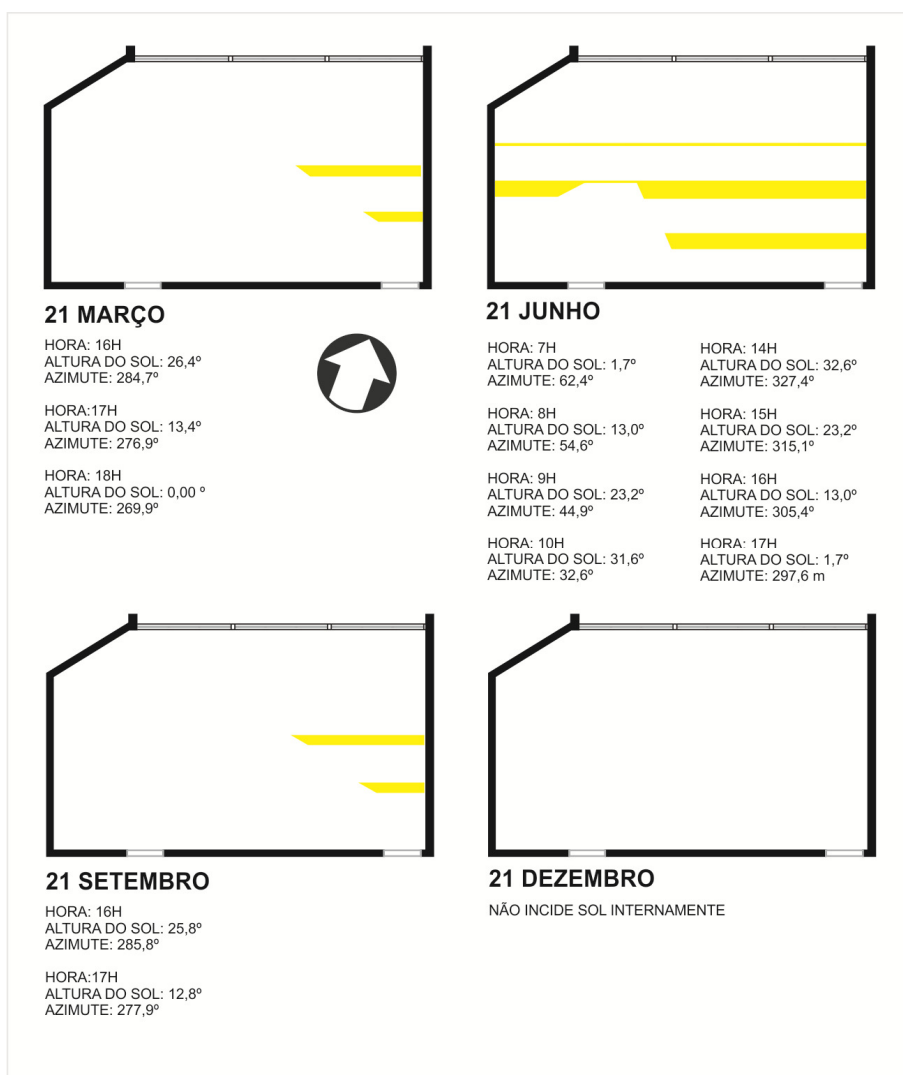 21 MARÇO
HORA: 16H
ALTURA DO SOL: 26,4º
AZIMUTE: 284,7º
HORA:17H
ALTURA DO SOL: 13,4º
AZIMUTE: 276,9º
HORA: 18H
ALTURA DO SOL: 0,00 º
AZIMUTE: 269,9º
21 JUNHO
HORA: 7H
ALTURA DO SOL: 1,7º
AZIMUTE: 62,4º
HORA: 8H
ALTURA DO SOL: 13,0º
AZIMUTE: 54,6º
HORA: 9H
ALTURA DO SOL: 23,2º
AZIMUTE: 44,9º
HORA: 10H
ALTURA DO SOL: 31,6º
AZIMUTE: 32,6º
HORA: 14H
ALTURA DO SOL: 32,6º
AZIMUTE: 327,4º
HORA: 15H
ALTURA DO SOL: 23,2º
AZIMUTE: 315,1º
HORA: 16H
ALTURA DO SOL: 13,0º
AZIMUTE: 305,4º
HORA: 17H
ALTURA DO SOL: 1,7º
AZIMUTE: 297,6 m
21 SETEMBRO
HORA: 16H
ALTURA DO SOL: 25,8º
AZIMUTE: 285,8º
HORA:17H
ALTURA DO SOL: 12,8º
AZIMUTE: 277,9º
21 DEZEMBRO
NÃO INCIDE SOL INTERNAMENTE